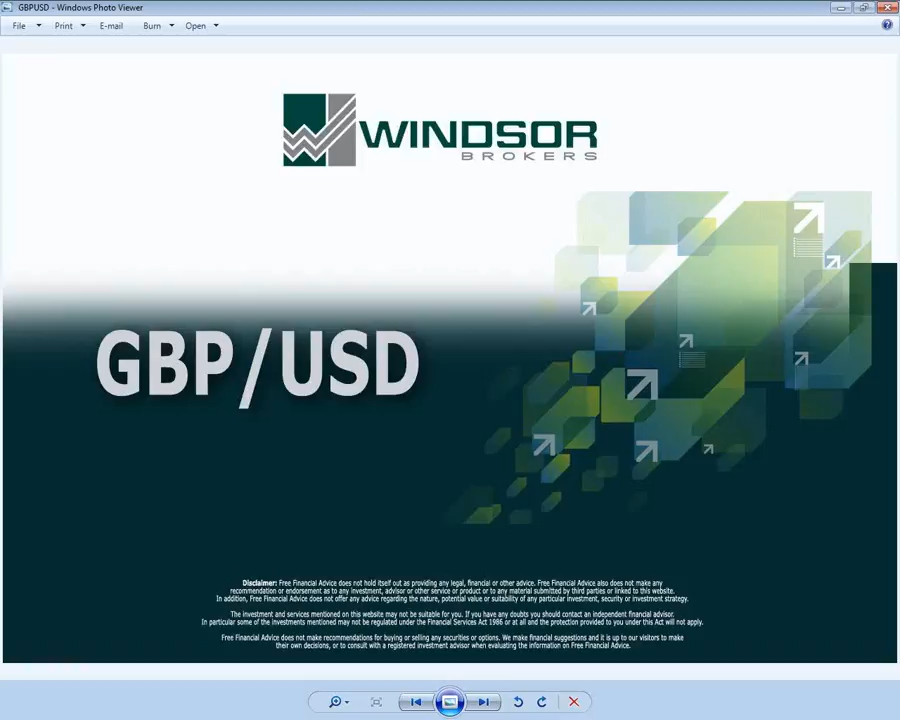 GBPUSD - Windows Photo Viewer
File Print E-mail Burn Open
WINDSOR
BROKERS
GBP/USD
Disclaimer: Free Financial Advice does not hold itself out as providing any legal, financial or other advice. Free Financial Advice also does not make any
recommendation or endorsement as to any investment, advisor or other service or product or to any material submitted by third parties or linked to this website.
In addition, Free Financial Advice does not offer any advice regarding the nature, potential value or suitability of any particular investment, security or investment strategy.
The investment and services mentioned on this website may not be suitable for you. If you have any doubts you should contact an independent financial advisor.
In particular some of the investments mentioned may not be regulated under the Financial Services Act 1986 or at all and the protection provided to you under this Act will not apply.
Free Financial Advice does not make recommendations for buying or selling any securities or options. We make financial suggestions and it is up to our visitors to make
their own decisions, or to consult with a registered investment advisor when evaluating the information on Free Financial Advice.